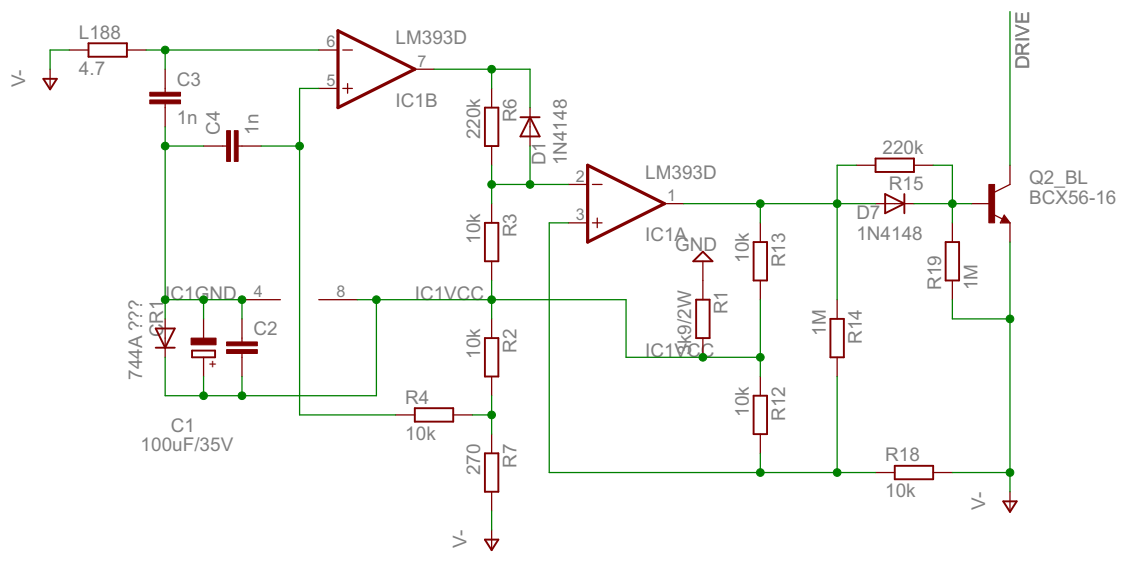 L188
4.7
V-
C3
1n
C4
1n
6
5
7
LM393D
IC1B
220k
R6
D1
1N4148
2
3
1
LM393D
IC1A
GND
10k
R3
10k
R13
R1
3k9/2W
220k
R15
D7
1N4148
R19
1M
DRIVE
Q2_BL
BCX56-16
IC1GND
4
8
IC1VCC
744A ???
CR1
C2
+
C1
100uF/35V
10k
R2
IC1VCC
1M
R14
R4
10k
10k
R12
270
R7
R18
10k
V-
V-